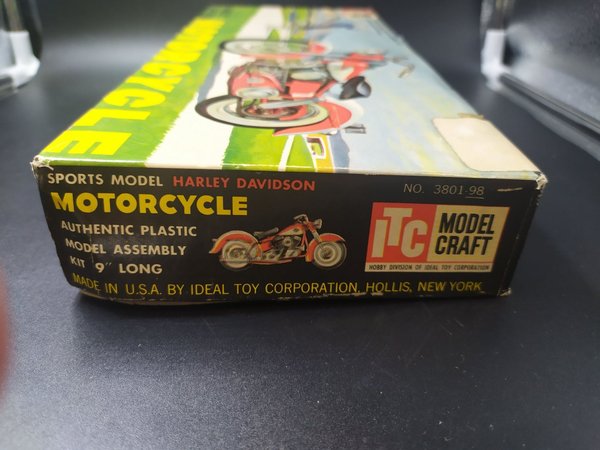 MOTORCYCLE
SPORTS MODEL HARLEY DAVIDSON
NO. 3801-98
MOTORCYCLE
AUTHENTIC PLASTIC
MODEL ASSEMBLY
KIT 9" LONG
ITC
MODEL
CRAFT
HOBBY DIVISION OF IDEAL TOY CORPORATION
MADE IN U.S.A. BY IDEAL TOY CORPORATION, HOLLIS, NEW YORK